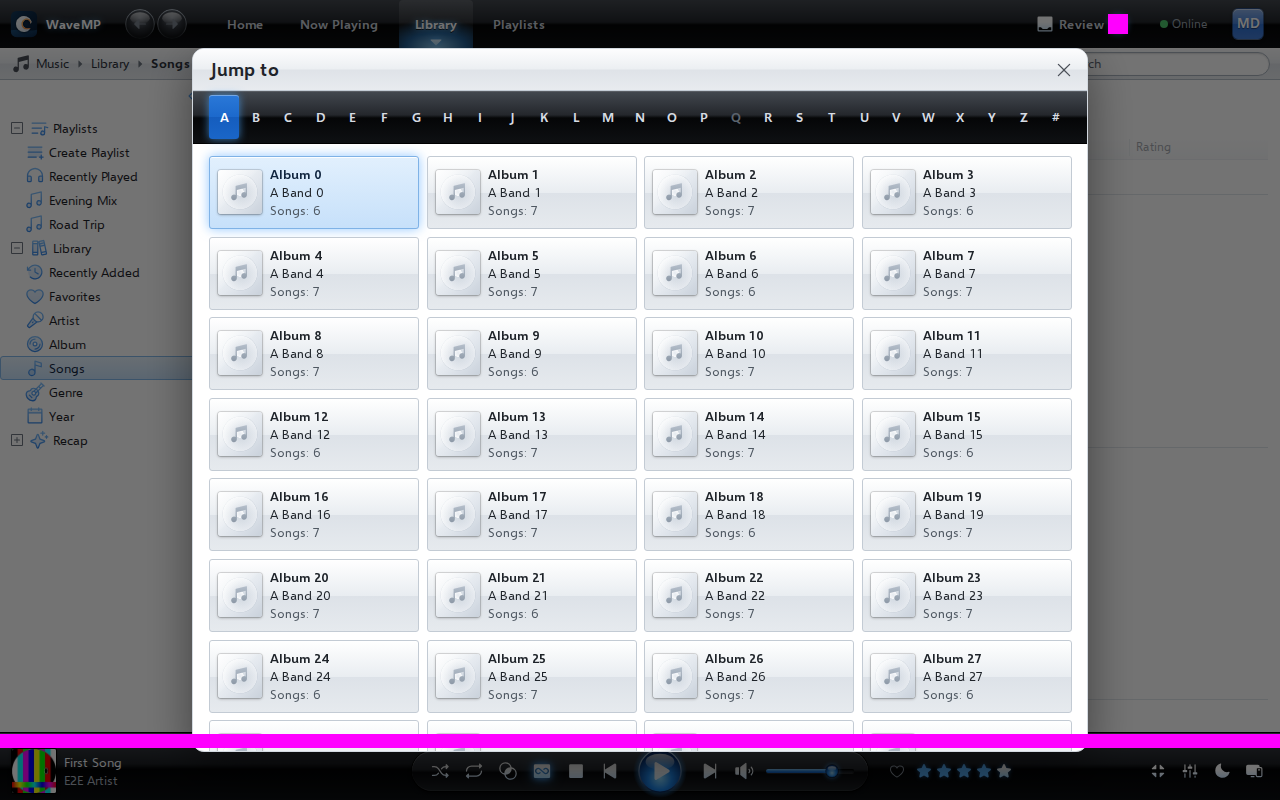 WaveMP
Home
Now Playing
Library
Playlists
Review
Online
MD
Music
Library
Songs
Jump to
A B C D E F G H I J K L M N O P Q R S T U V W X Y Z #
Playlists
Create Playlist
Recently Played
Evening Mix
Road Trip
Library
Recently Added
Favorites
Artist
Album
Songs
Genre
Year
Recap
Rating
Album 0
A Band 0
Songs: 6
Album 1
A Band 1
Songs: 7
Album 2
A Band 2
Songs: 7
Album 3
A Band 3
Songs: 6
Album 4
A Band 4
Songs: 7
Album 5
A Band 5
Songs: 7
Album 6
A Band 6
Songs: 6
Album 7
A Band 7
Songs: 7
Album 8
A Band 8
Songs: 7
Album 9
A Band 9
Songs: 6
Album 10
A Band 10
Songs: 7
Album 11
A Band 11
Songs: 7
Album 12
A Band 12
Songs: 6
Album 13
A Band 13
Songs: 7
Album 14
A Band 14
Songs: 7
Album 15
A Band 15
Songs: 6
Album 16
A Band 16
Songs: 7
Album 17
A Band 17
Songs: 7
Album 18
A Band 18
Songs: 6
Album 19
A Band 19
Songs: 7
Album 20
A Band 20
Songs: 7
Album 21
A Band 21
Songs: 6
Album 22
A Band 22
Songs: 7
Album 23
A Band 23
Songs: 7
Album 24
A Band 24
Songs: 6
Album 25
A Band 25
Songs: 7
Album 26
A Band 26
Songs: 7
Album 27
A Band 27
Songs: 6
First Song
E2E Artist